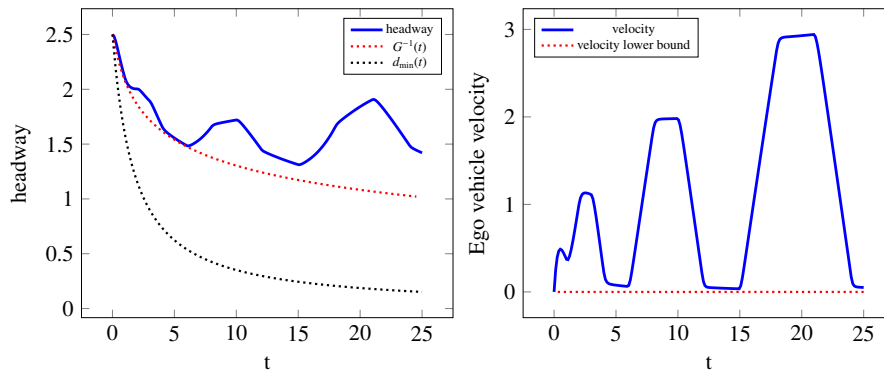 headway
G⁻¹(t)
d_min(t)
2.5
2
1.5
1
0.5
0
headway
0 5 10 15 20 25
t
velocity
velocity lower bound
3
2
1
0
Ego vehicle velocity
0 5 10 15 20 25
t